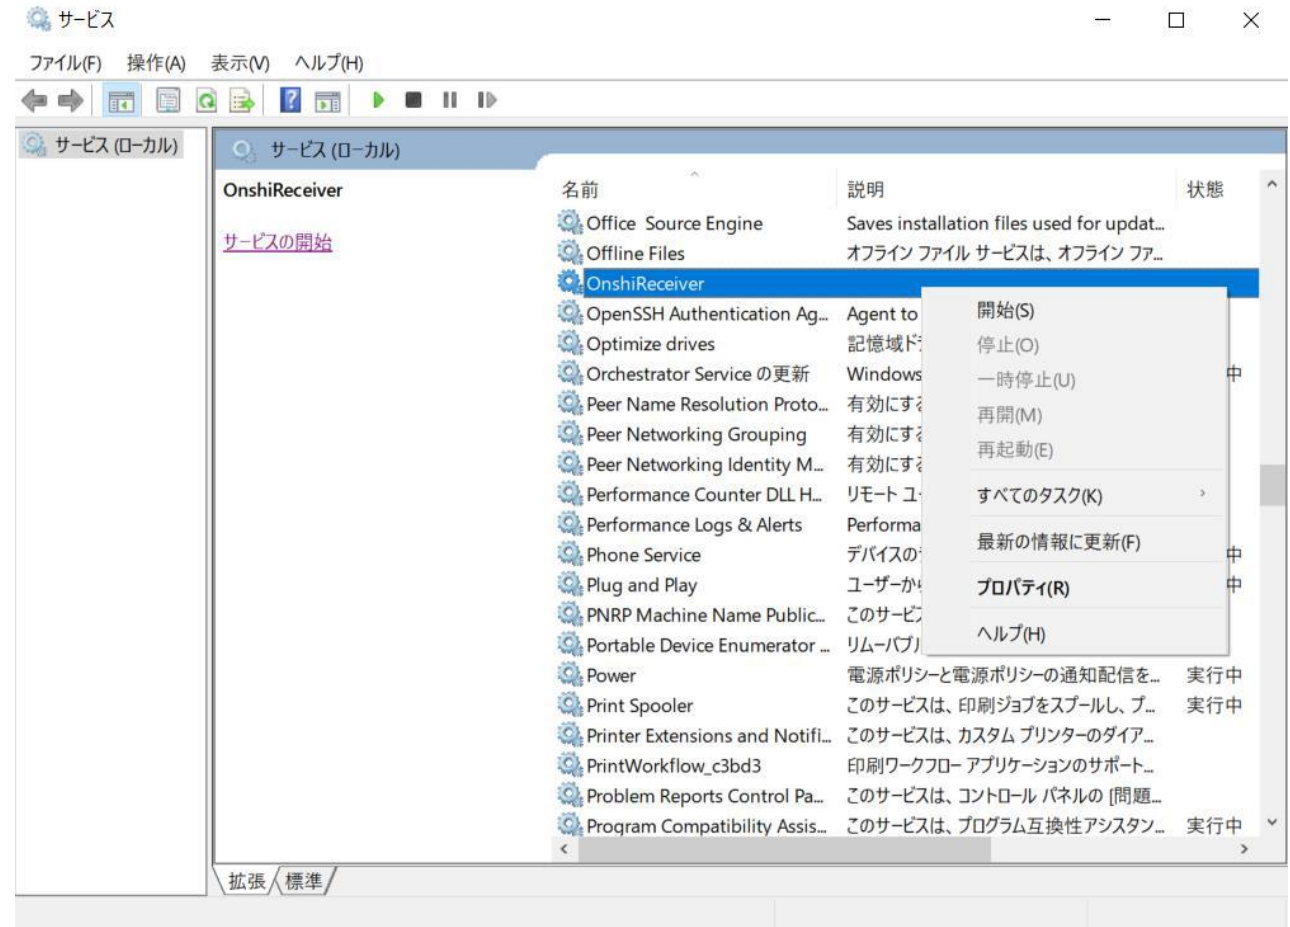 サービス
ファイル(F) 操作(A) 表示(V) ヘルプ(H)
サービス (ローカル)
サービス (ローカル)
OnshiReceiver
サービスの開始
名前 説明 状態
Office Source Engine Saves installation files used for updat...
Offline Files オフライン ファイル サービスは、オフライン ファ...
OnshiReceiver
OpenSSH Authentication Ag... Agent to
Optimize drives 記憶域ド
Orchestrator Service の更新 Windows 中
Peer Name Resolution Proto... 有効にする
Peer Networking Grouping 有効にする
Peer Networking Identity M... 有効にする
Performance Counter DLL H... リモート ユ
Performance Logs & Alerts Performa
Phone Service デバイスの 中
Plug and Play ユーザーか 中
PNRP Machine Name Public... このサービ
Portable Device Enumerator ... リムーバブ
Power 電源ポリシーと電源ポリシーの通知配信を... 実行中
Print Spooler このサービスは、印刷ジョブをスプールし、プ... 実行中
Printer Extensions and Notifi... このサービスは、カスタム プリンターのダイア...
PrintWorkflow_c3bd3 印刷ワークフロー アプリケーションのサポート...
Problem Reports Control Pa... このサービスは、コントロール パネルの [問題...
Program Compatibility Assis... このサービスは、プログラム互換性アシスタン... 実行中
開始(S)
停止(O)
一時停止(U)
再開(M)
再起動(E)
すべてのタスク(K)
最新の情報に更新(F)
プロパティ(R)
ヘルプ(H)
拡張 標準